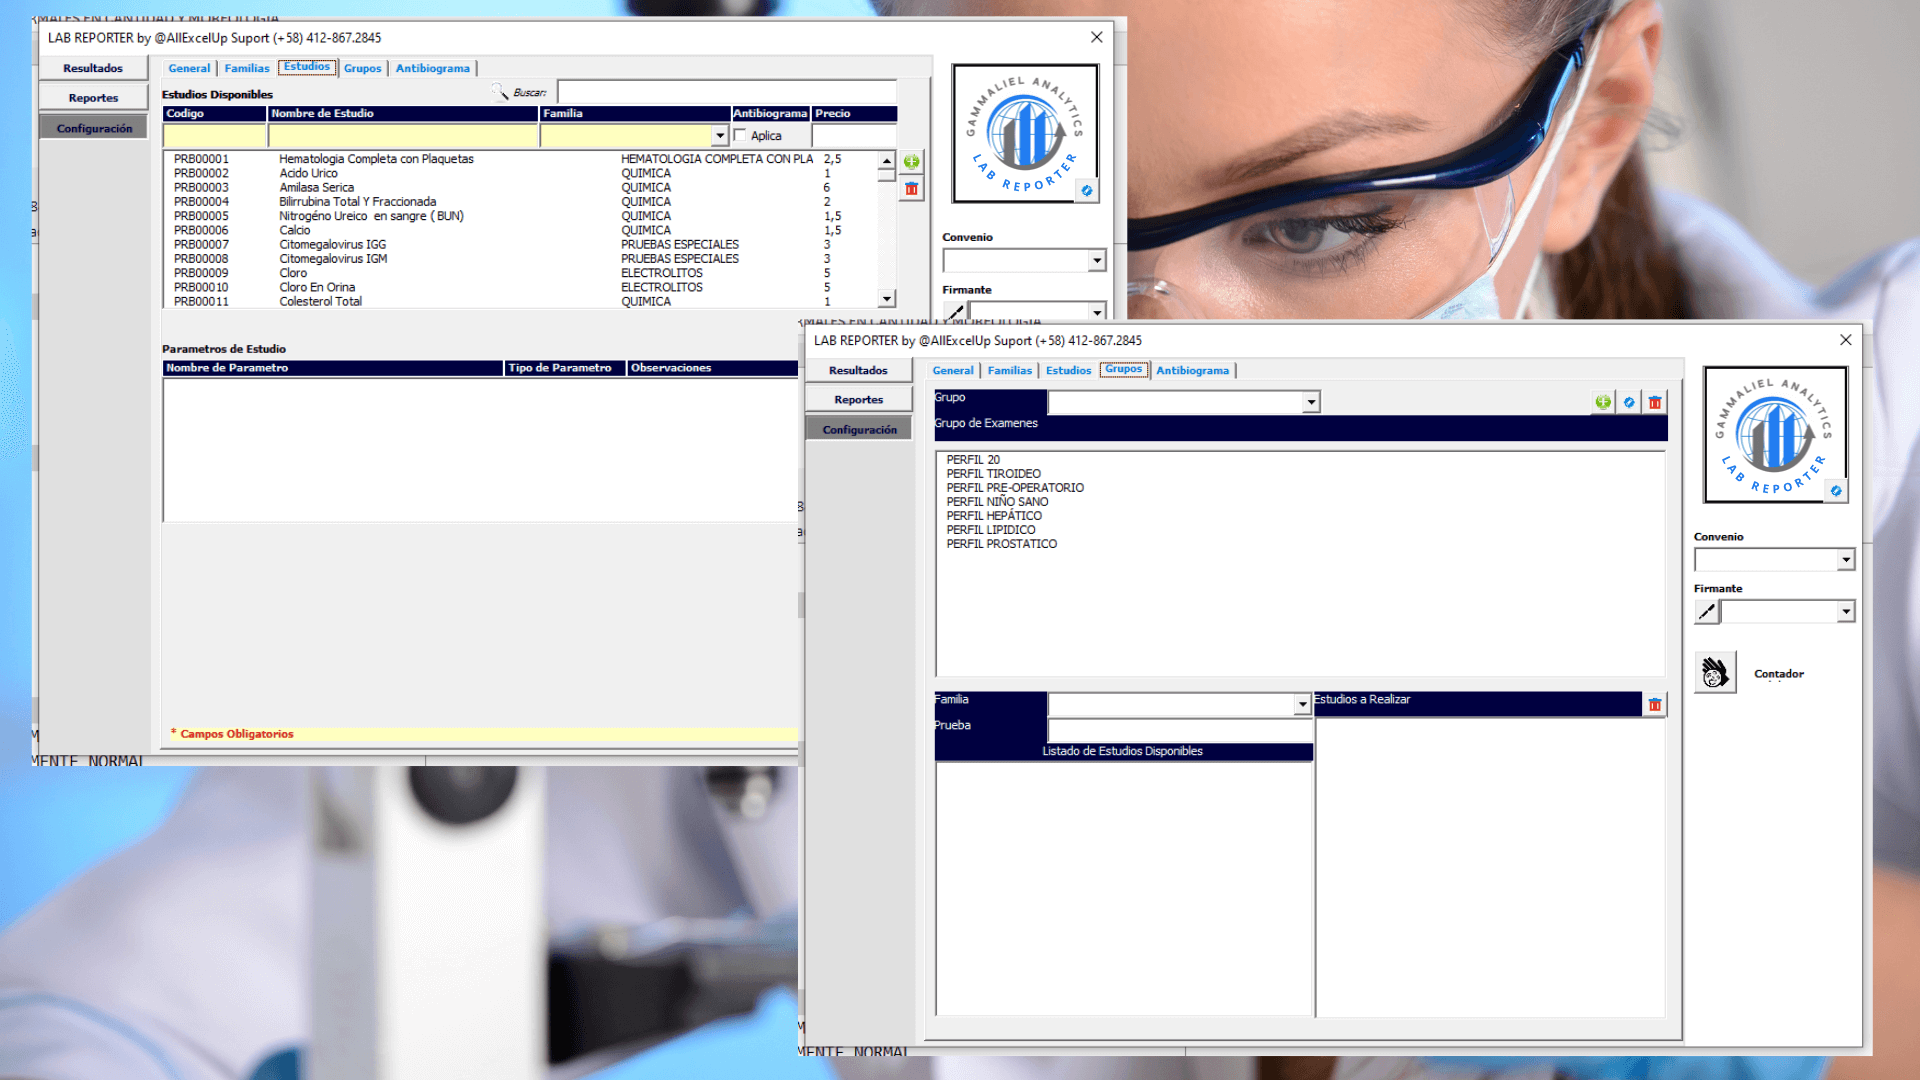 LAB REPORTER by @AllExcelUp Suport (+58) 412-867.2845
Resultados
Reportes
Configuración
General
Familias
Estudios
Grupos
Antibiograma
Estudios Disponibles
Buscar:
Codigo Nombre de Estudio Familia Antibiograma Precio
Aplica
PRB00001 Hematologia Completa con Plaquetas HEMATOLOGIA COMPLETA CON PLA 2,5
PRB00002 Acido Urico QUIMICA 1
PRB00003 Amilasa Serica QUIMICA 6
PRB00004 Bilirrubina Total Y Fraccionada QUIMICA 2
PRB00005 Nitrogéno Ureico en sangre ( BUN) QUIMICA 1,5
PRB00006 Calcio QUIMICA 1,5
PRB00007 Citomegalovirus IGG PRUEBAS ESPECIALES 3
PRB00008 Citomegalovirus IGM PRUEBAS ESPECIALES 3
PRB00009 Cloro ELECTROLITOS 5
PRB00010 Cloro En Orina ELECTROLITOS 5
PRB00011 Colesterol Total QUIMICA 1
Parametros de Estudio
Nombre de Parametro Tipo de Parametro Observaciones
* Campos Obligatorios
GAMMALIEL ANALYTICS
LAB REPORTER
Convenio
Firmante
MENTE NORMAL
LAB REPORTER by @AllExcelUp Suport (+58) 412-867.2845
Resultados
Reportes
Configuración
General
Familias
Estudios
Grupos
Antibiograma
Grupo
Grupo de Examenes
PERFIL 20
PERFIL TIROIDEO
PERFIL PRE-OPERATORIO
PERFIL NIÑO SANO
PERFIL HEPÁTICO
PERFIL LIPIDICO
PERFIL PROSTATICO
Familia
Prueba
Listado de Estudios Disponibles
Estudios a Realizar
GAMMALIEL ANALYTICS
LAB REPORTER
Convenio
Firmante
Contador
MENTE NORMAL